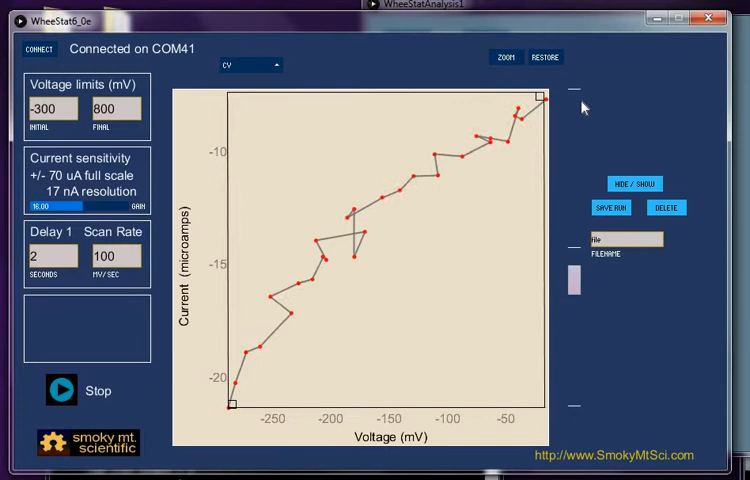 WheeStatAnalysis1
WheeStat6_0e
CONNECT
Connected on COM41
CV
ZOOM
RESTORE
Voltage limits (mV)
-300
800
INITIAL
FINAL
Current sensitivity
+/- 70 uA full scale
17 nA resolution
16.00
GAIN
Delay 1
Scan Rate
2
100
SECONDS
MV/SEC
Stop
smoky mt.
scientific
-10
-15
-20
Current (microamps)
-250
-200
-150
-100
-50
Voltage (mV)
HIDE / SHOW
SAVE RUN
DELETE
file
FILENAME
http://www.SmokyMtSci.com